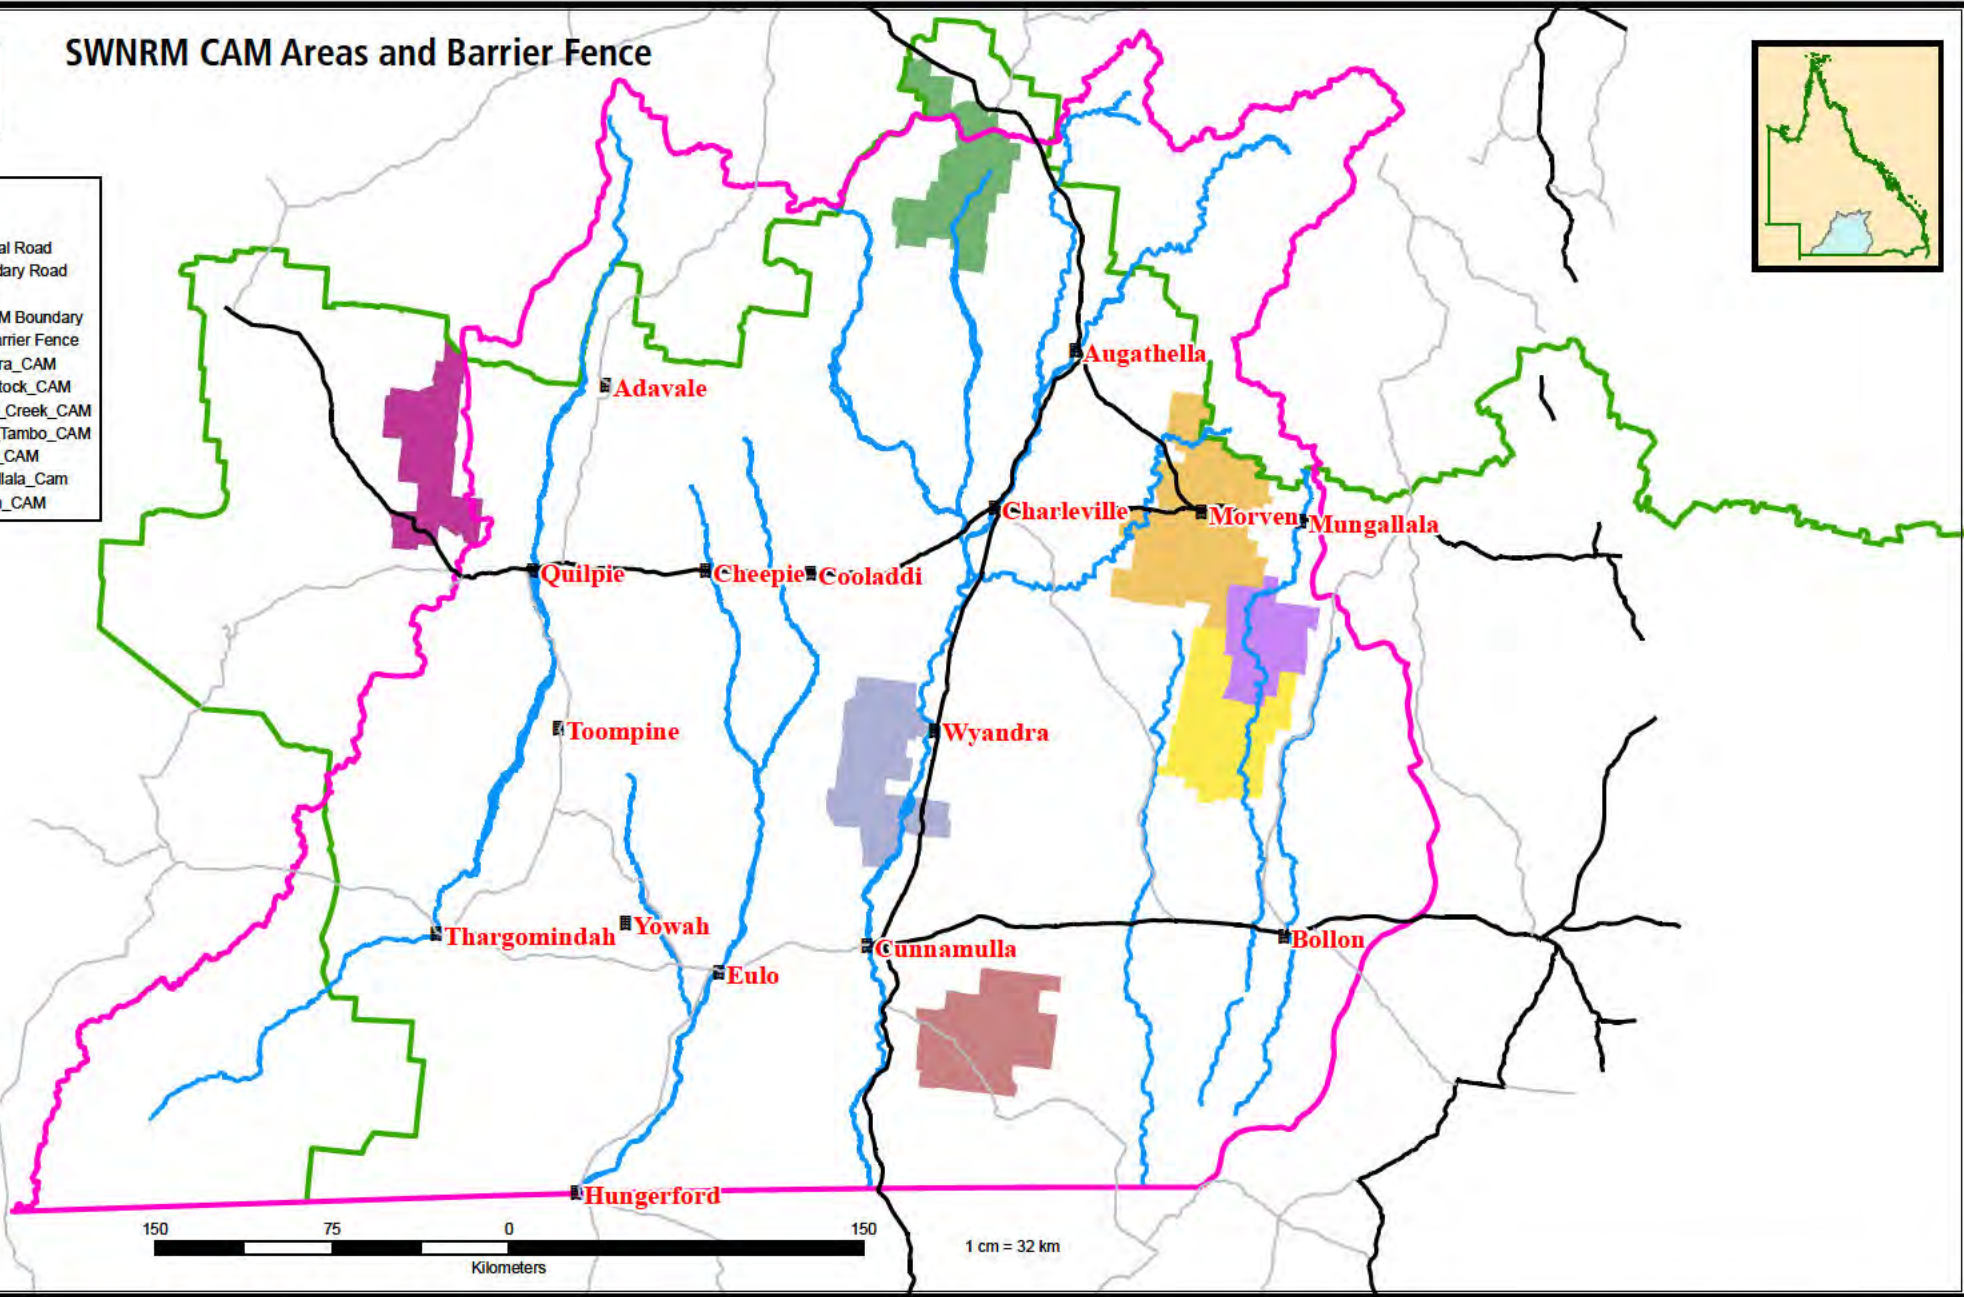 SWNRM CAM Areas and Barrier Fence
al Road
dary Road
M Boundary
arrier Fence
ra_CAM
tock_CAM
_Creek_CAM
Tambo_CAM
_CAM
llala_Cam
_CAM
Augathella
Adavale
Charleville
Morven
Mungallala
Quilpie
Cheepie
Cooladdi
Toompine
Wyandra
Thargomindah
Yowah
Cunnamulla
Bollon
Eulo
Hungerford
150 75 0 150
1 cm = 32 km
Kilometers